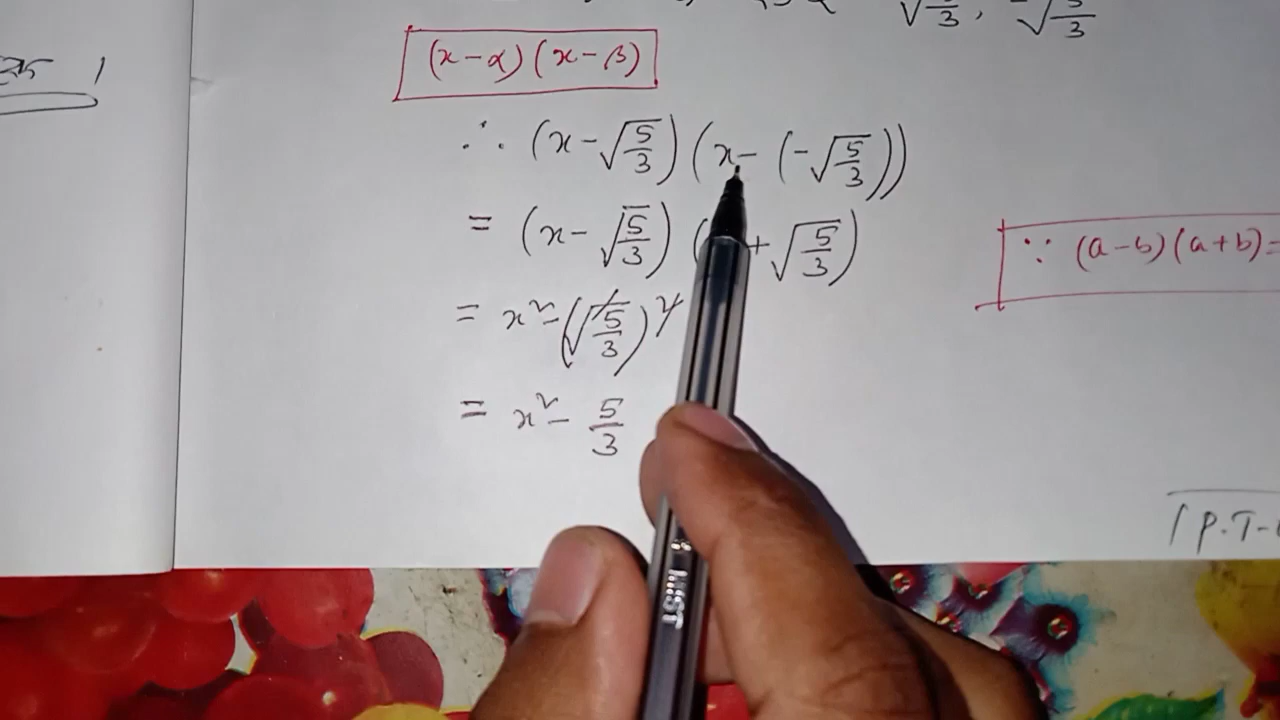 √5/3, -√5/3
(x-α)(x-β)
∴ (x-√5/3)(x-(-√5/3))
= (x-√5/3)( +√5/3)
= x²-(√5/3)²
= x²- 5/3
∵ (a-b)(a+b)=
P.T-